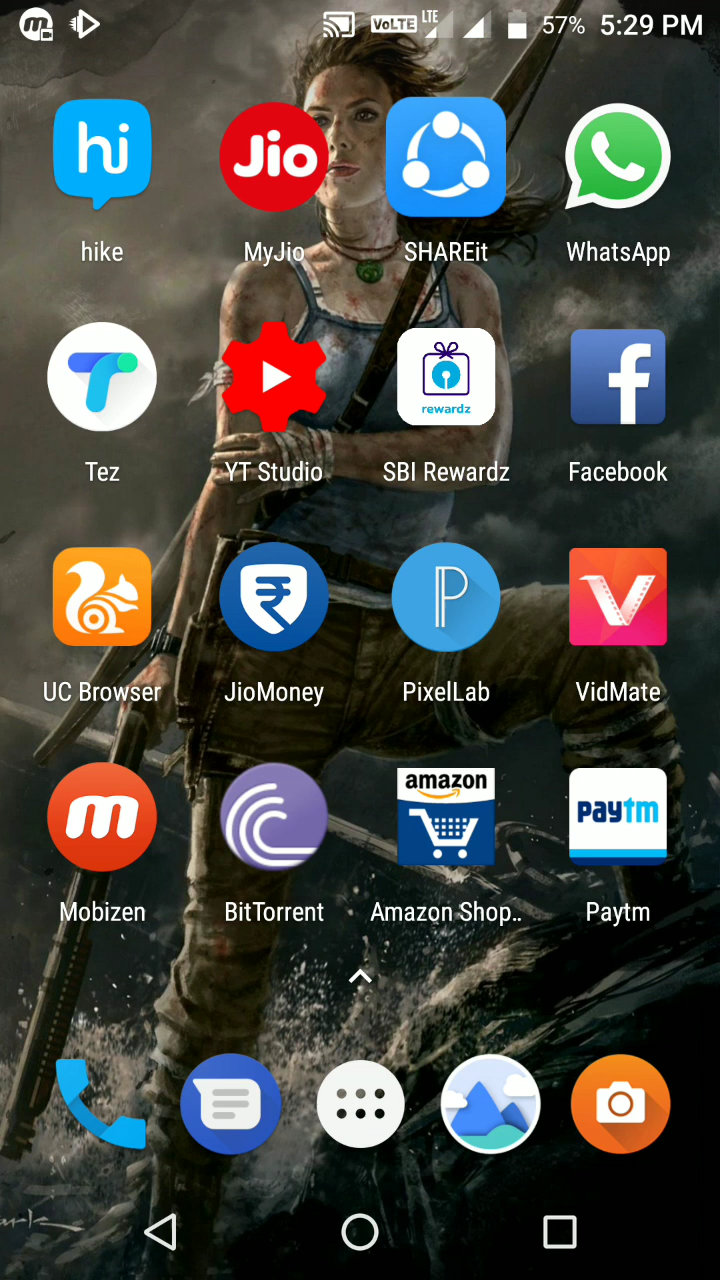 m VoLTE LTE 57% 5:29 PM
hi Jio
hike MyJio SHAREit WhatsApp
rewardz f
Tez YT Studio SBI Rewardz Facebook
P
UC Browser JioMoney PixelLab VidMate
m amazon paytm
Mobizen BitTorrent Amazon Shop.. Paytm